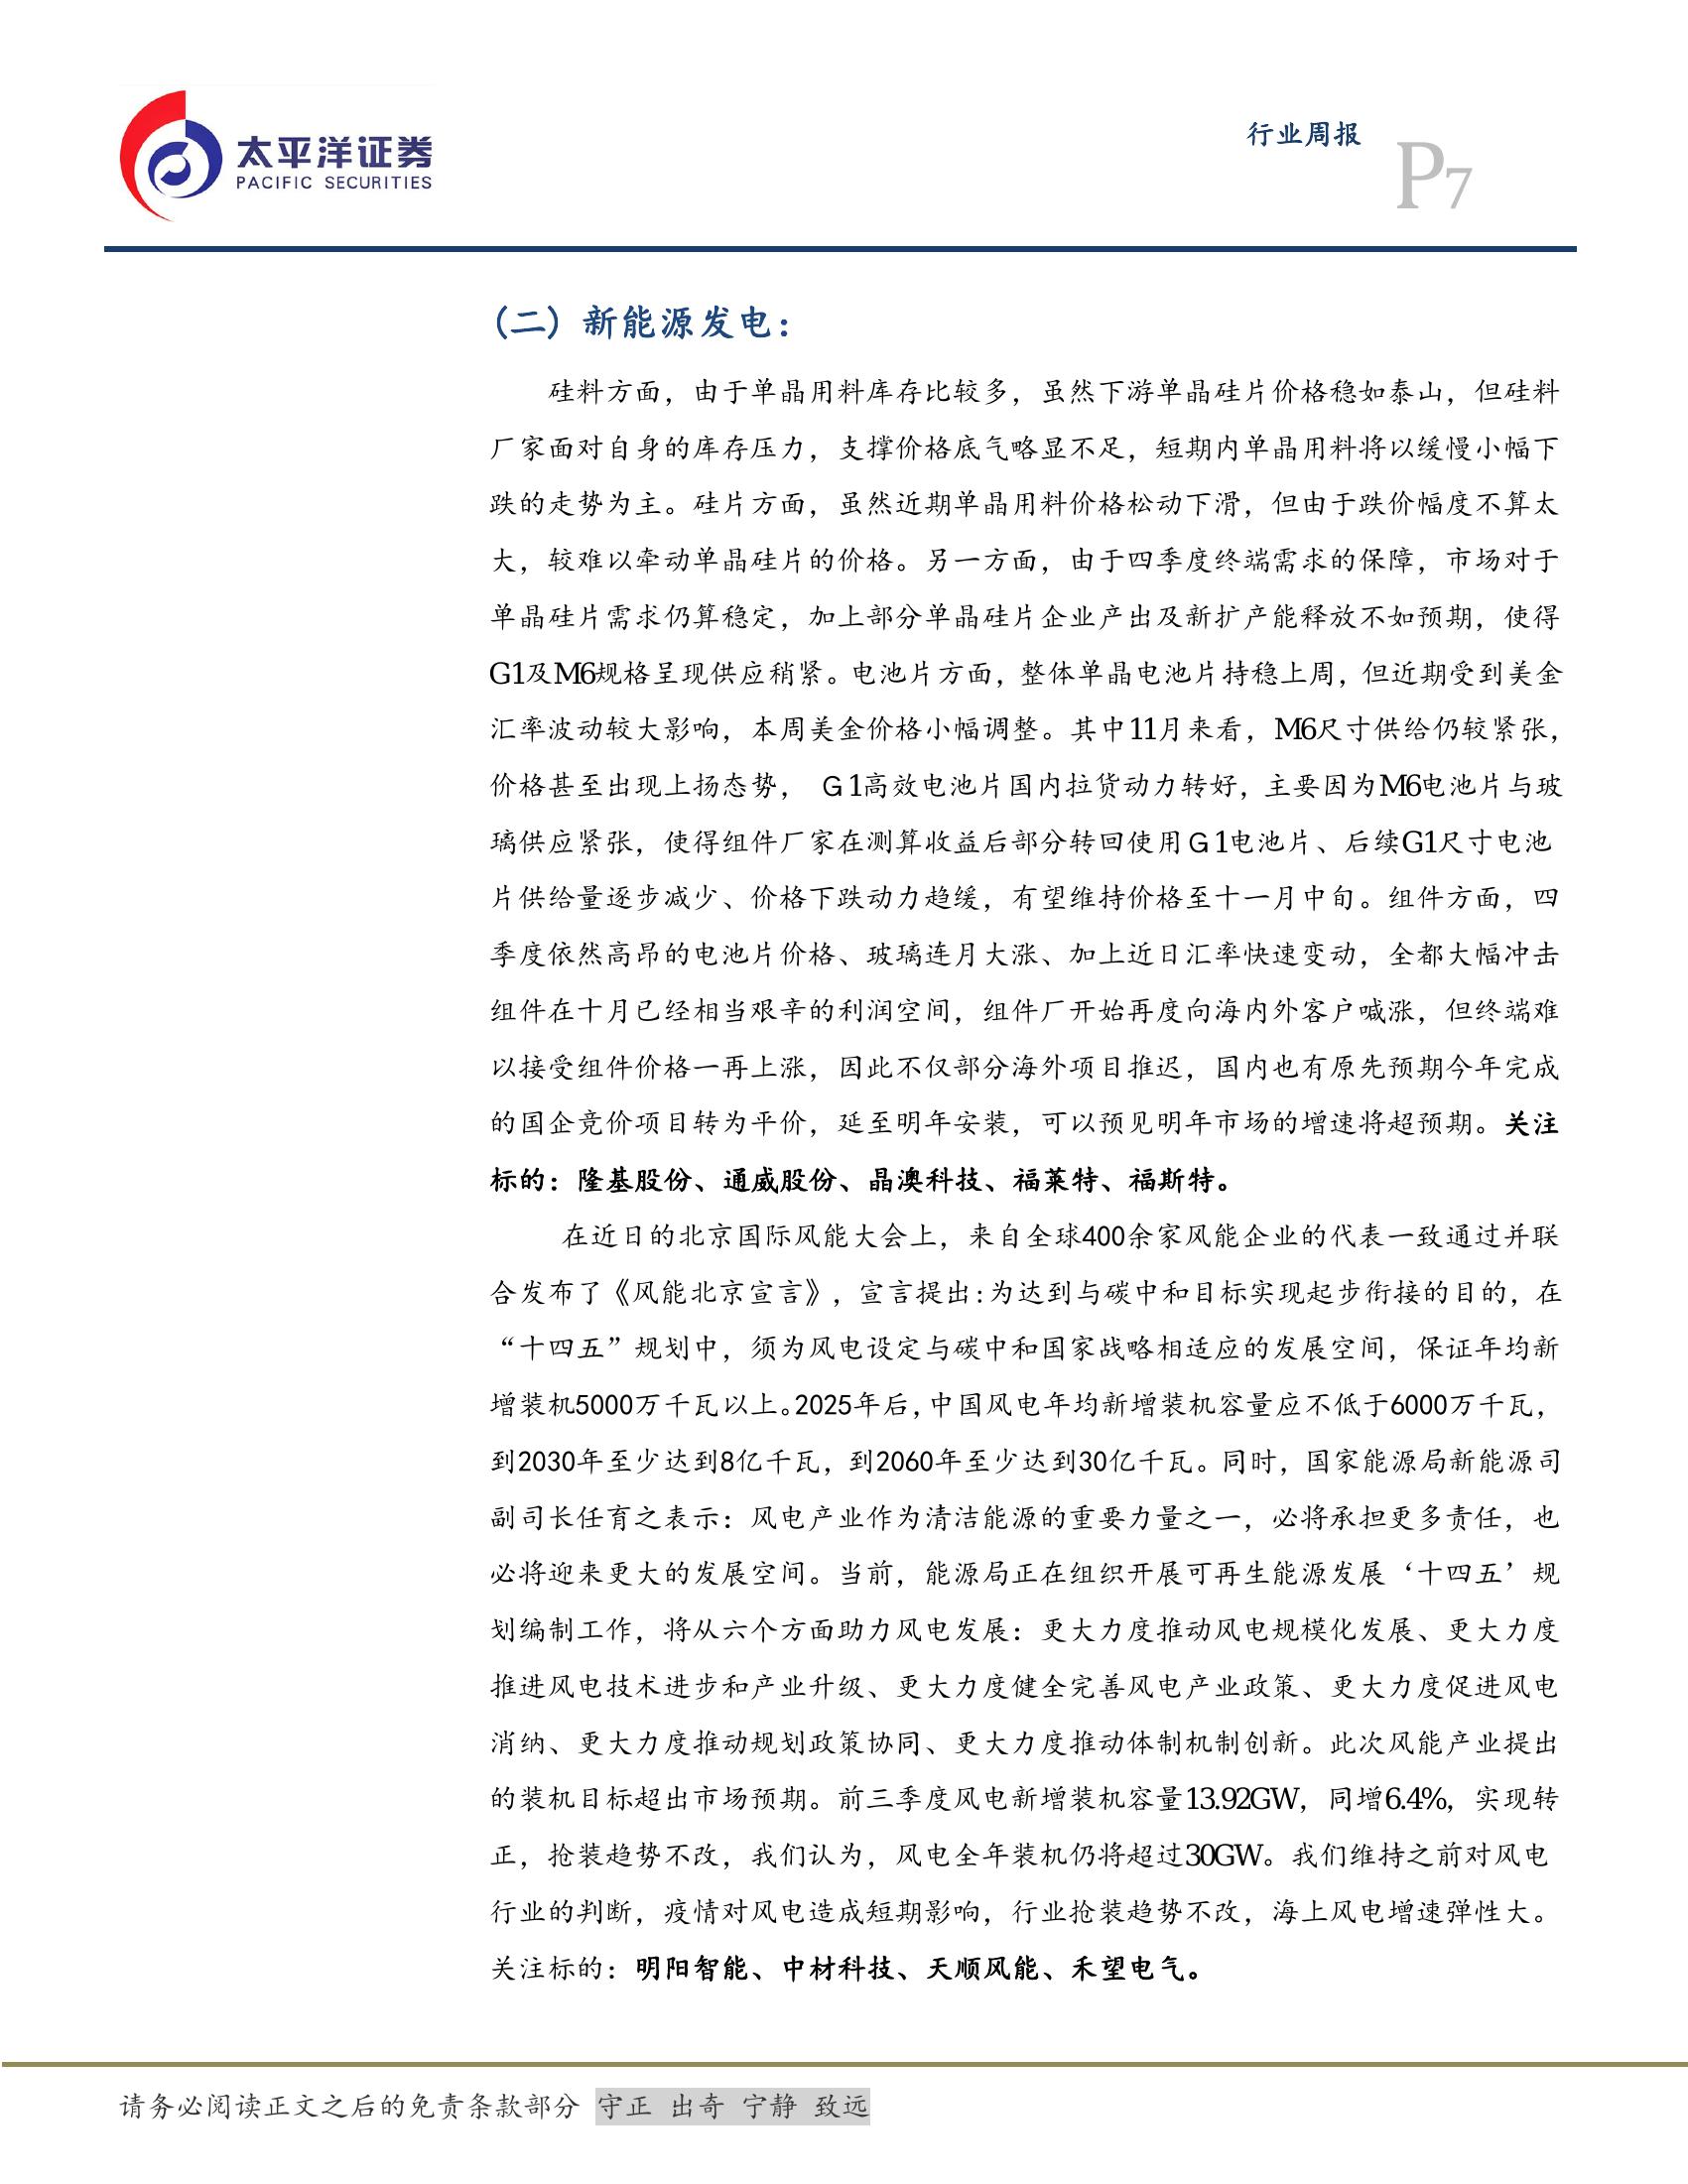 太平洋证券
PACIFIC SECURITIES
行业周报
P7
(二) 新能源发电：
硅料方面，由于单晶用料库存比较多，虽然下游单晶硅片价格稳如泰山，但硅料
厂家面对自身的库存压力，支撑价格底气略显不足，短期内单晶用料将以缓慢小幅下
跌的走势为主。硅片方面，虽然近期单晶用料价格松动下滑，但由于跌价幅度不算太
大，较难以牵动单晶硅片的价格。另一方面，由于四季度终端需求的保障，市场对于
单晶硅片需求仍算稳定，加上部分单晶硅片企业产出及新扩产能释放不如预期，使得
G1及M6规格呈现供应稍紧。电池片方面，整体单晶电池片持稳上周，但近期受到美金
汇率波动较大影响，本周美金价格小幅调整。其中11月来看，M6尺寸供给仍较紧张，
价格甚至出现上扬态势， G1高效电池片国内拉货动力转好，主要因为M6电池片与玻
璃供应紧张，使得组件厂家在测算收益后部分转回使用G1电池片、后续G1尺寸电池
片供给量逐步减少、价格下跌动力趋缓，有望维持价格至十一月中旬。组件方面，四
季度依然高昂的电池片价格、玻璃连月大涨、加上近日汇率快速变动，全都大幅冲击
组件在十月已经相当艰辛的利润空间，组件厂开始再度向海内外客户喊涨，但终端难
以接受组件价格一再上涨，因此不仅部分海外项目推迟，国内也有原先预期今年完成
的国企竞价项目转为平价，延至明年安装，可以预见明年市场的增速将超预期。关注
标的：隆基股份、通威股份、晶澳科技、福莱特、福斯特。
在近日的北京国际风能大会上，来自全球400余家风能企业的代表一致通过并联
合发布了《风能北京宣言》，宣言提出:为达到与碳中和目标实现起步衔接的目的，在
“十四五”规划中，须为风电设定与碳中和国家战略相适应的发展空间，保证年均新
增装机5000万千瓦以上。2025年后，中国风电年均新增装机容量应不低于6000万千瓦，
到2030年至少达到8亿千瓦，到2060年至少达到30亿千瓦。同时，国家能源局新能源司
副司长任育之表示：风电产业作为清洁能源的重要力量之一，必将承担更多责任，也
必将迎来更大的发展空间。当前，能源局正在组织开展可再生能源发展‘十四五’规
划编制工作，将从六个方面助力风电发展：更大力度推动风电规模化发展、更大力度
推进风电技术进步和产业升级、更大力度健全完善风电产业政策、更大力度促进风电
消纳、更大力度推动规划政策协同、更大力度推动体制机制创新。此次风能产业提出
的装机目标超出市场预期。前三季度风电新增装机容量13.92GW，同增6.4%，实现转
正，抢装趋势不改，我们认为，风电全年装机仍将超过30GW。我们维持之前对风电
行业的判断，疫情对风电造成短期影响，行业抢装趋势不改，海上风电增速弹性大。
关注标的：明阳智能、中材科技、天顺风能、禾望电气。
请务必阅读正文之后的免责条款部分 守正 出奇 宁静 致远